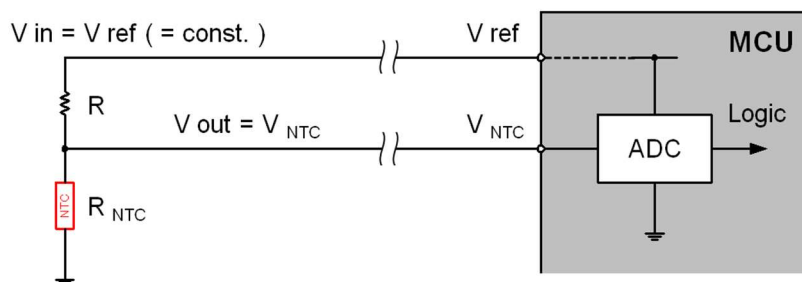 V in = V ref ( = const. )
V ref
MCU
R
V out = V NTC
V NTC
Logic
ADC
NTC
R NTC